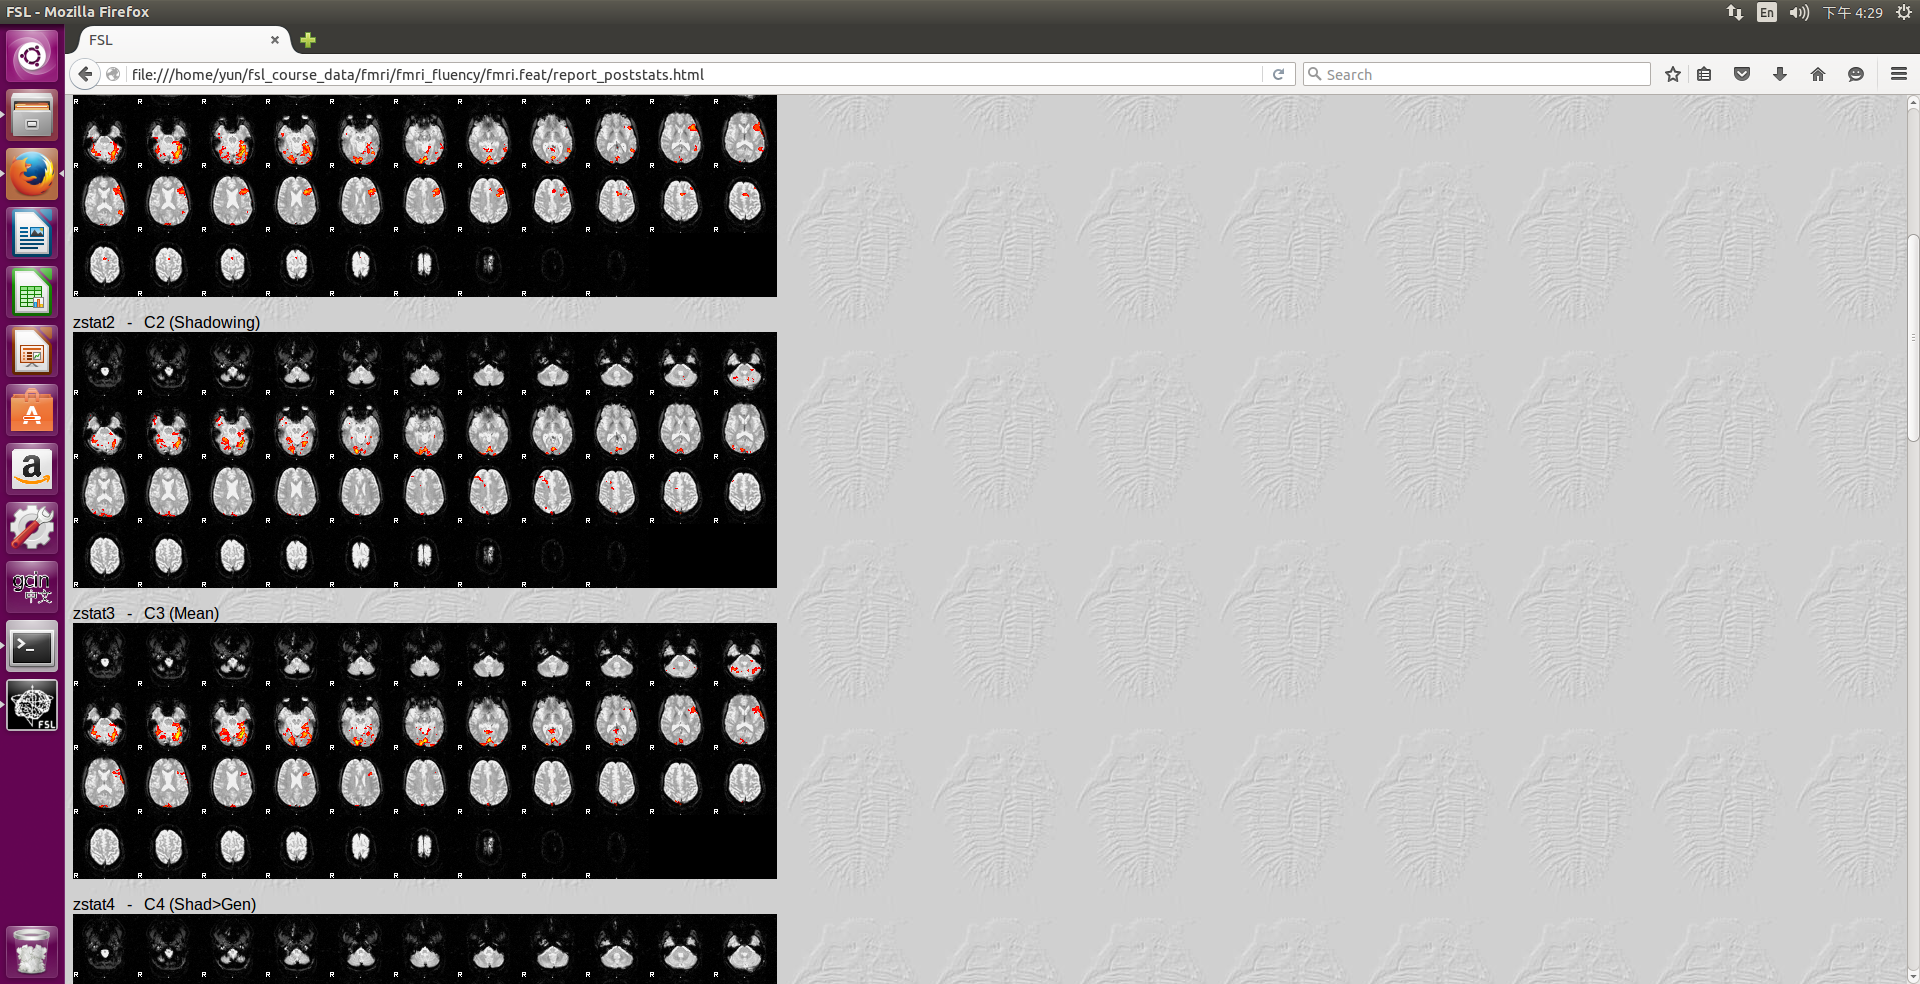 FSL - Mozilla Firefox
En
下午 4:29
FSL
file:///home/yun/fsl_course_data/fmri/fmri_fluency/fmri.feat/report_poststats.html
Search
R R R R R R R R R R R
R R R R R R R R R R R
R R R R R R R R R R R
R R R R R R R R R
zstat2 - C2 (Shadowing)
R R R R R R R R R R R
R R R R R R R R R R R
R R R R R R R R R R R
R R R R R R R R R
zstat3 - C3 (Mean)
R R R R R R R R R R R
R R R R R R R R R R R
R R R R R R R R R R R
R R R R R R R R R
zstat4 - C4 (Shad>Gen)
R R R R R R R R R R R
a
gcin
中文
>_
FSL